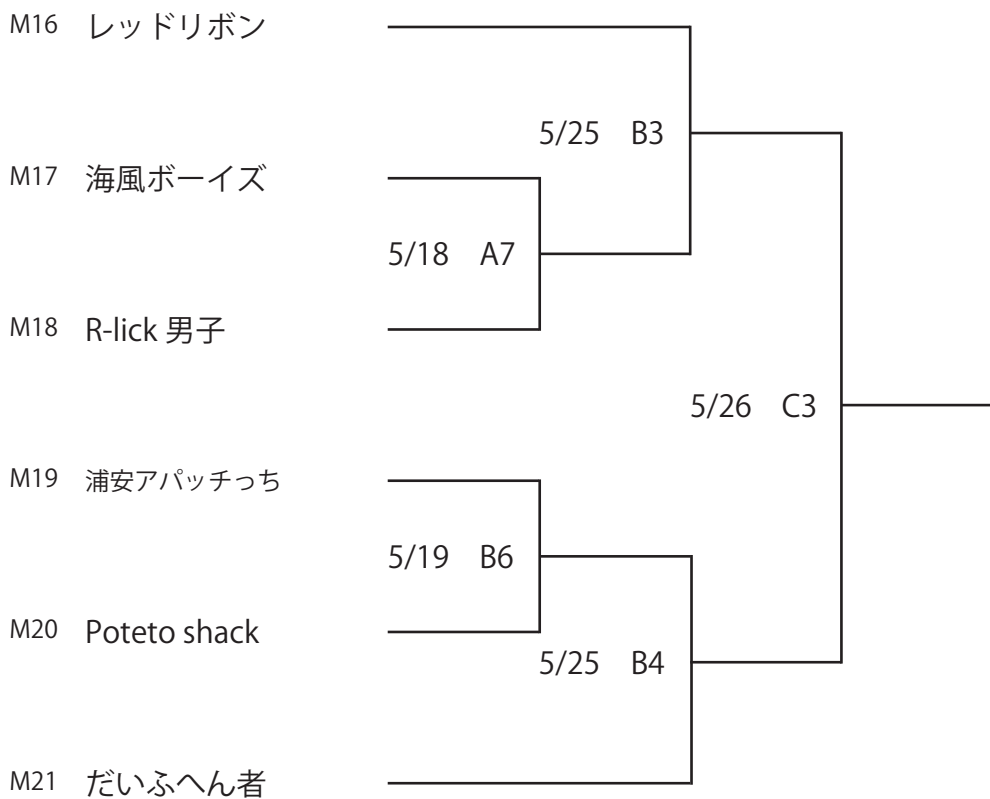 M16 レッドリボン
5/25 B3
M17 海風ボーイズ
5/18 A7
M18 R-lick 男子
5/26 C3
M19 浦安アパッチっち
5/19 B6
M20 Poteto shack
5/25 B4
M21 だいふへん者